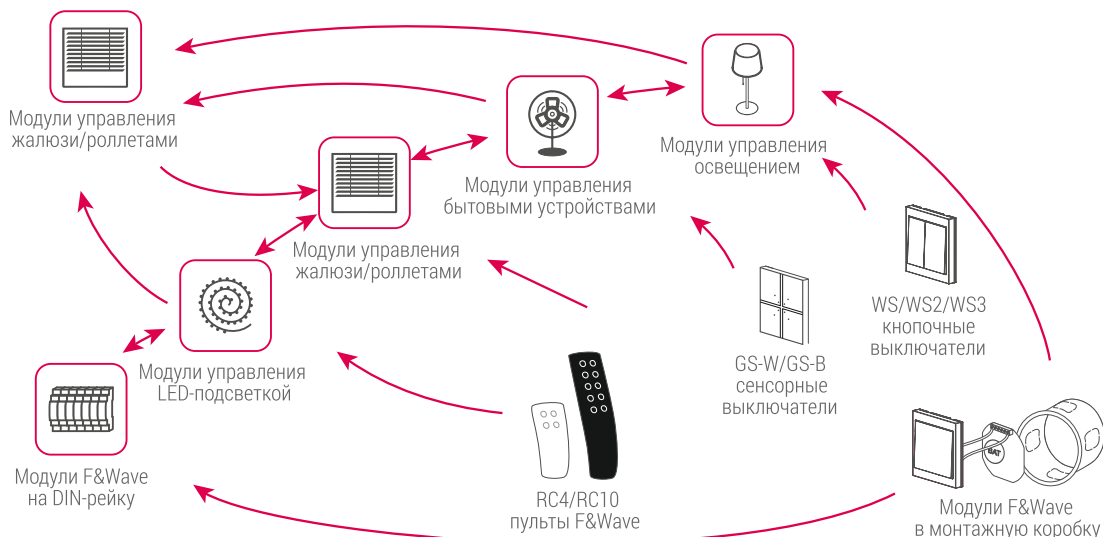 Модули управления
жалюзи/роллетами
Модули управления
освещением
Модули управления
бытовыми устройствами
Модули управления
жалюзи/роллетами
WS/WS2/WS3
кнопочные
выключатели
GS-W/GS-B
сенсорные
выключатели
Модули управления
LED-подсветкой
Модули F&Wave
на DIN-рейку
RC4/RC10
пульты F&Wave
BAT
Модули F&Wave
в монтажную коробку